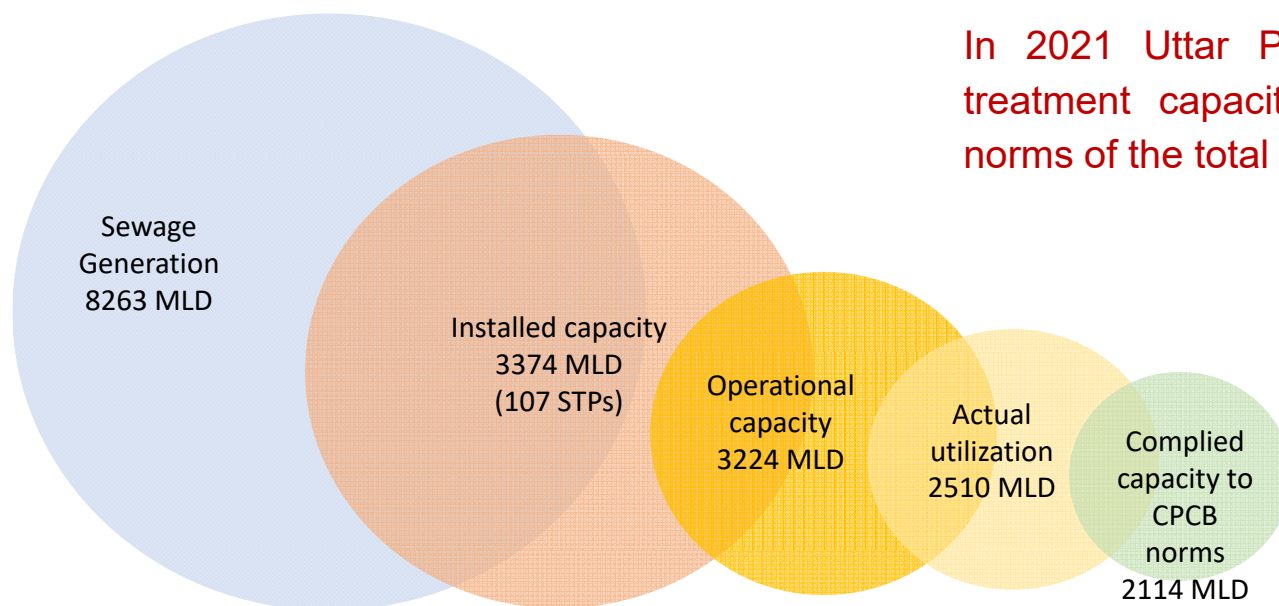 In 2021 Uttar P
treatment capacit
norms of the total
Sewage
Generation
8263 MLD
Installed capacity
3374 MLD
(107 STPs)
Operational
capacity
3224 MLD
Actual
utilization
2510 MLD
Complied
capacity to
CPCB
norms
2114 MLD